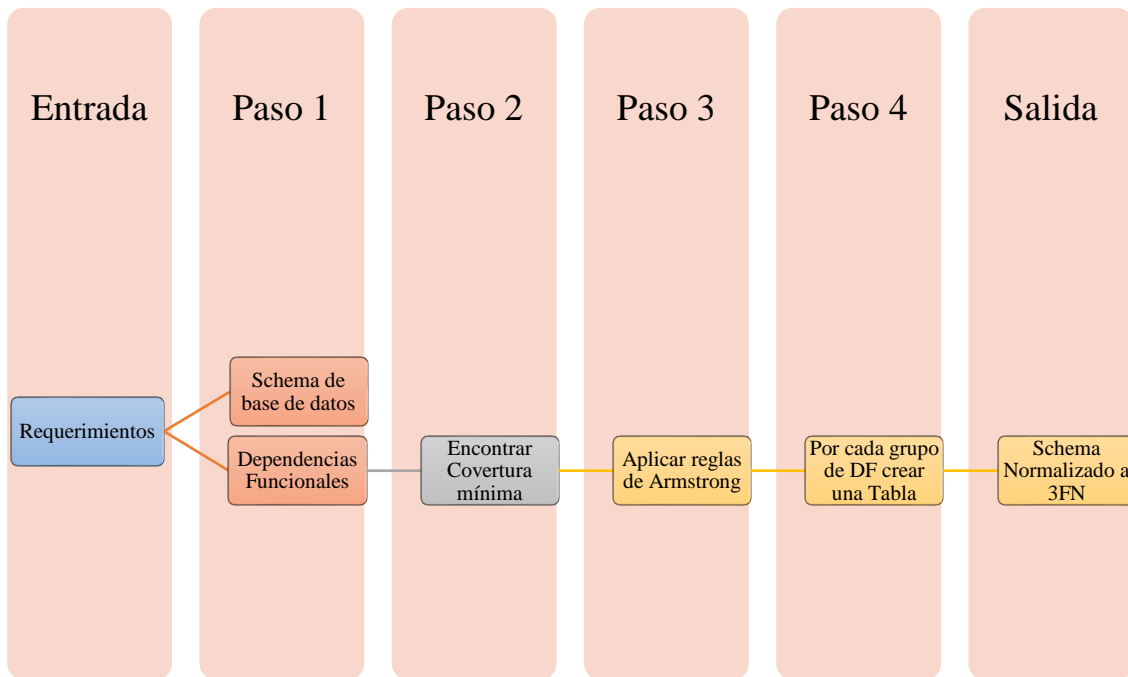 Entrada
Paso 1
Paso 2
Paso 3
Paso 4
Salida
Requerimientos
Schema de
base de datos
Dependencias
Funcionales
Encontrar
Covertura
mínima
Aplicar reglas
de Armstrong
Por cada grupo
de DF crear
una Tabla
Schema
Normalizado a
3FN